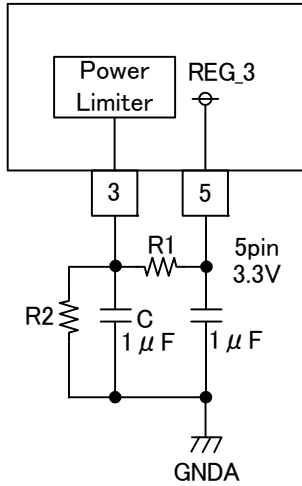 Power
Limiter
REG_3
3
5
R1
5pin
3.3V
R2
C
1μF
1μF
GNDA